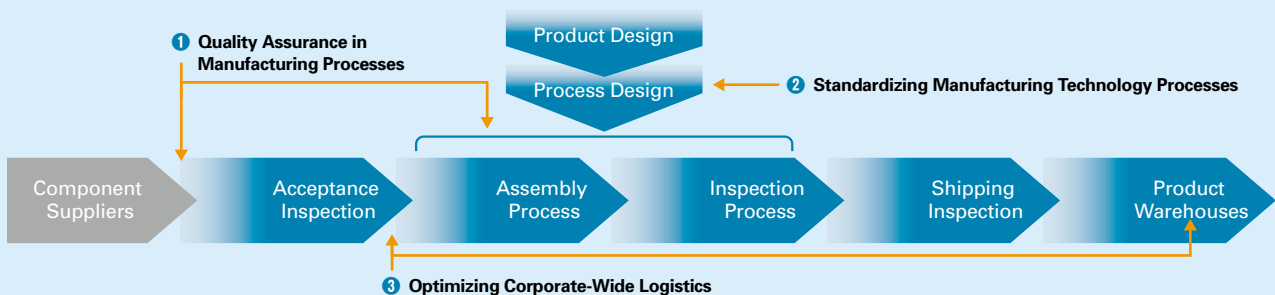 ❶ Quality Assurance in
Manufacturing Processes
Product Design
Process Design
❷ Standardizing Manufacturing Technology Processes
Component
Suppliers
Acceptance
Inspection
Assembly
Process
Inspection
Process
Shipping
Inspection
Product
Warehouses
❸ Optimizing Corporate-Wide Logistics